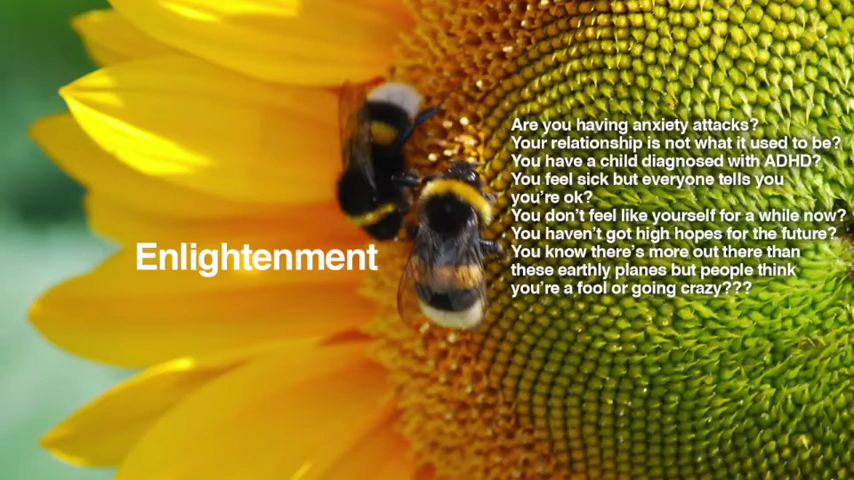 Enlightenment
Are you having anxiety attacks?
Your relationship is not what it used to be?
You have a child diagnosed with ADHD?
You feel sick but everyone tells you
you're ok?
You don't feel like yourself for a while now?
You haven't got high hopes for the future?
You know there's more out there than
these earthly planes but people think
you're a fool or going crazy???